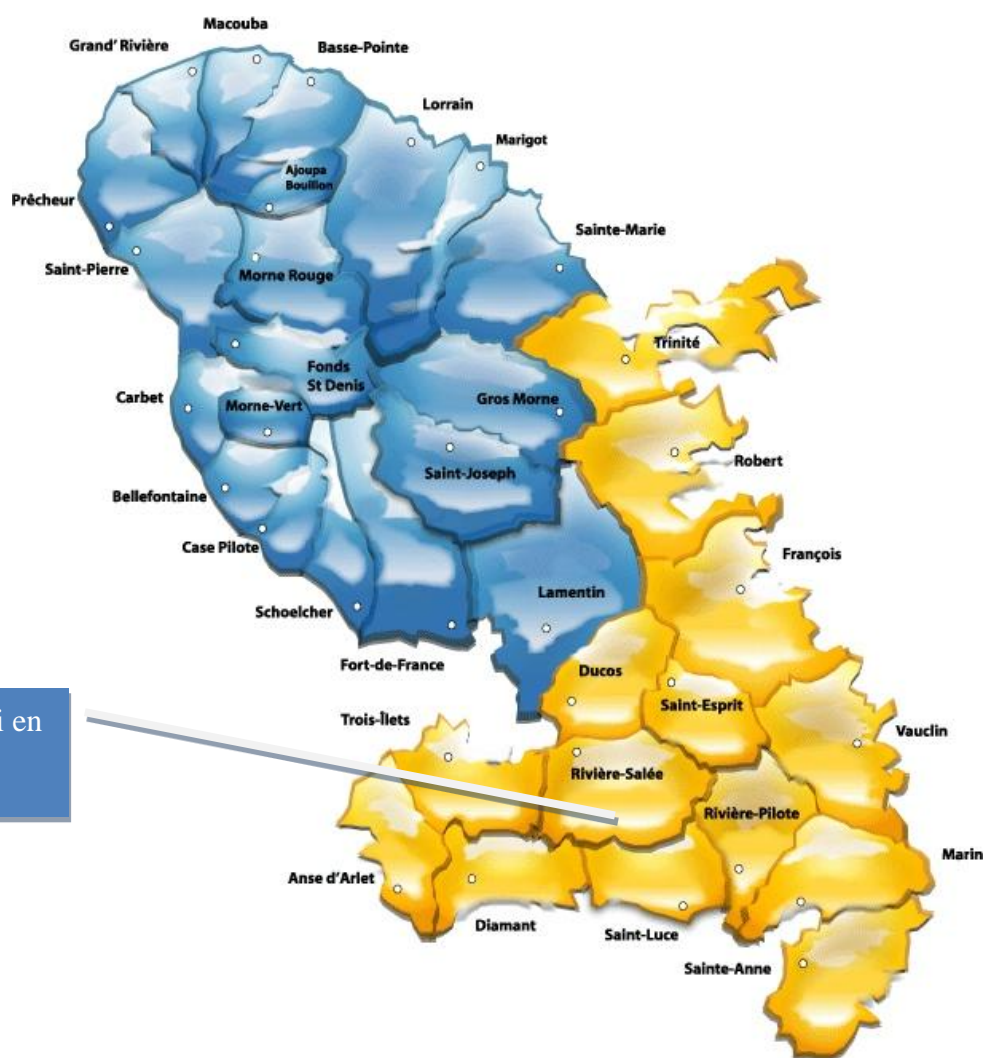 Macouba
Grand' Rivière
Basse-Pointe
Lorrain
Marigot
Ajoupa
Bouillon
Prêcheur
Sainte-Marie
Saint-Pierre
Morne Rouge
Trinité
Fonds
St Denis
Carbet
Morne-Vert
Gros Morne
Robert
Saint-Joseph
Bellefontaine
Case Pilote
François
Lamentin
Schoelcher
Fort-de-France
Ducos
Saint-Esprit
i en
Trois-Îlets
Vauclin
Rivière-Salée
Rivière-Pilote
Marin
Anse d'Arlet
Diamant
Saint-Luce
Sainte-Anne